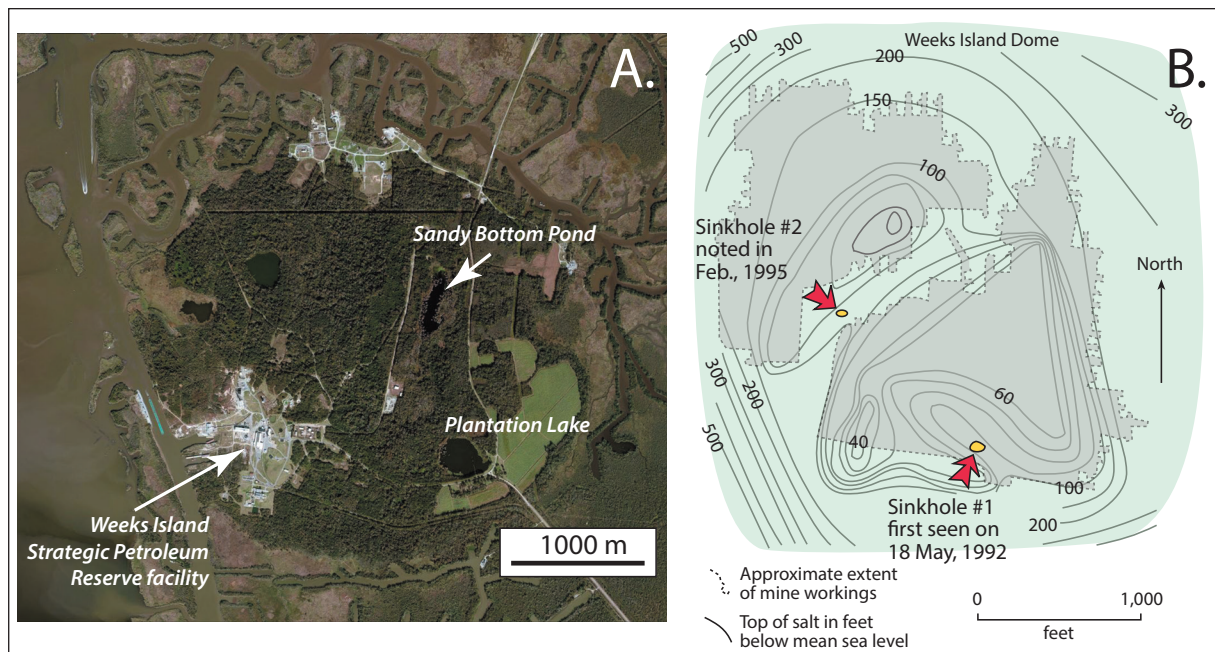 A.
Sandy Bottom Pond
Plantation Lake
Weeks Island
Strategic Petroleum
Reserve facility
1000 m
B.
Weeks Island Dome
500
300
200
150
100
300
Sinkhole #2
noted in
Feb., 1995
North
300
200
500
60
40
100
200
Sinkhole #1
first seen on
18 May, 1992
Approximate extent
of mine workings
Top of salt in feet
below mean sea level
0
1,000
feet